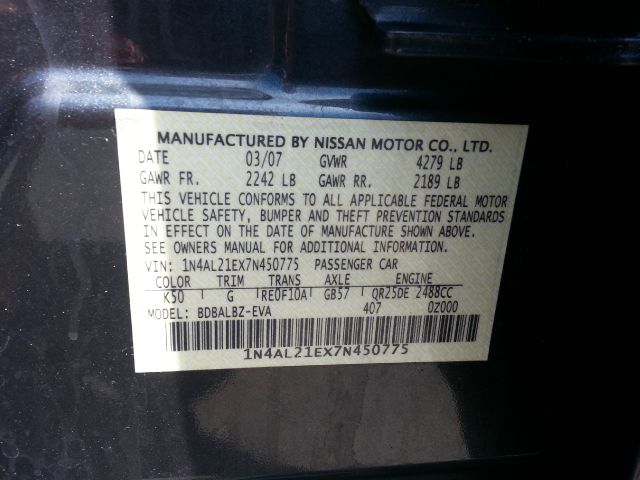 MANUFACTURED BY NISSAN MOTOR CO., LTD.
DATE 03/07 GVWR 4279 LB
GAWR FR. 2242 LB GAWR RR. 2189 LB
THIS VEHICLE CONFORMS TO ALL APPLICABLE FEDERAL MOTOR
VEHICLE SAFETY, BUMPER AND THEFT PREVENTION STANDARDS
IN EFFECT ON THE DATE OF MANUFACTURE SHOWN ABOVE.
SEE OWNERS MANUAL FOR ADDITIONAL INFORMATION.
VIN: 1N4AL21EX7N450775 PASSENGER CAR
COLOR TRIM TRANS AXLE ENGINE
K50 G RE0F10A GB57 QR25DE 2488CC
MODEL: BDBALBZ-EVA 407 0Z000
1N4AL21EX7N450775